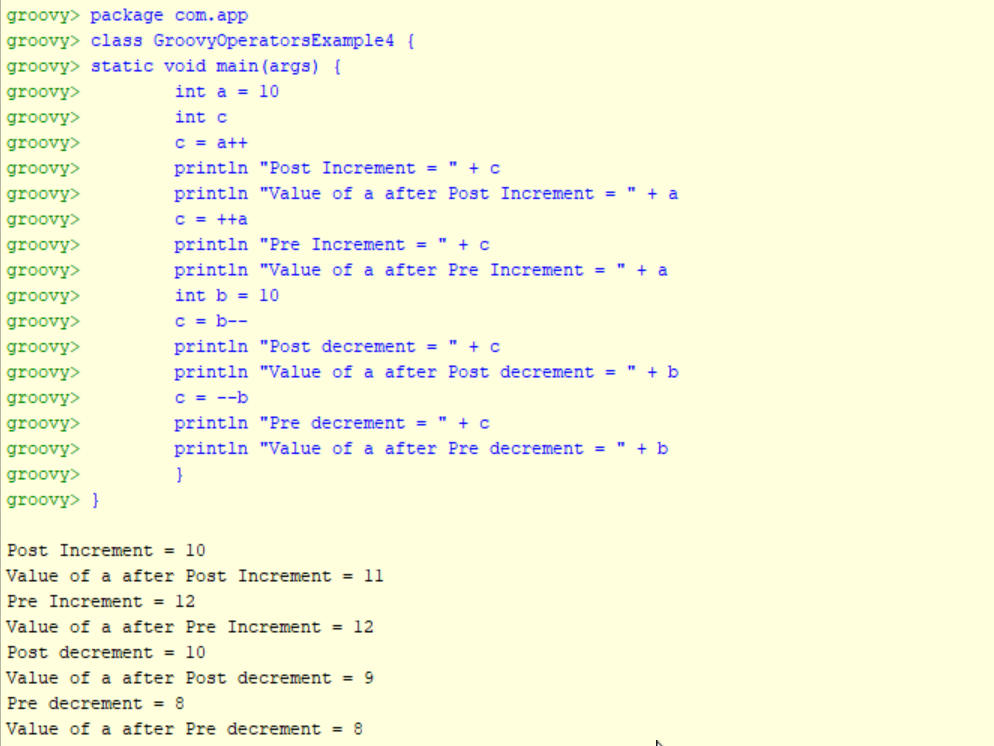 groovy> package com.app
groovy> class GroovyOperatorsExample4 {
groovy> static void main(args) {
groovy>         int a = 10
groovy>         int c
groovy>         c = a++
groovy>         println "Post Increment = " + c
groovy>         println "Value of a after Post Increment = " + a
groovy>         c = ++a
groovy>         println "Pre Increment = " + c
groovy>         println "Value of a after Pre Increment = " + a
groovy>         int b = 10
groovy>         c = b--
groovy>         println "Post decrement = " + c
groovy>         println "Value of a after Post decrement = " + b
groovy>         c = --b
groovy>         println "Pre decrement = " + c
groovy>         println "Value of a after Pre decrement = " + b
groovy>         }
groovy> }

Post Increment = 10
Value of a after Post Increment = 11
Pre Increment = 12
Value of a after Pre Increment = 12
Post decrement = 10
Value of a after Post decrement = 9
Pre decrement = 8
Value of a after Pre decrement = 8